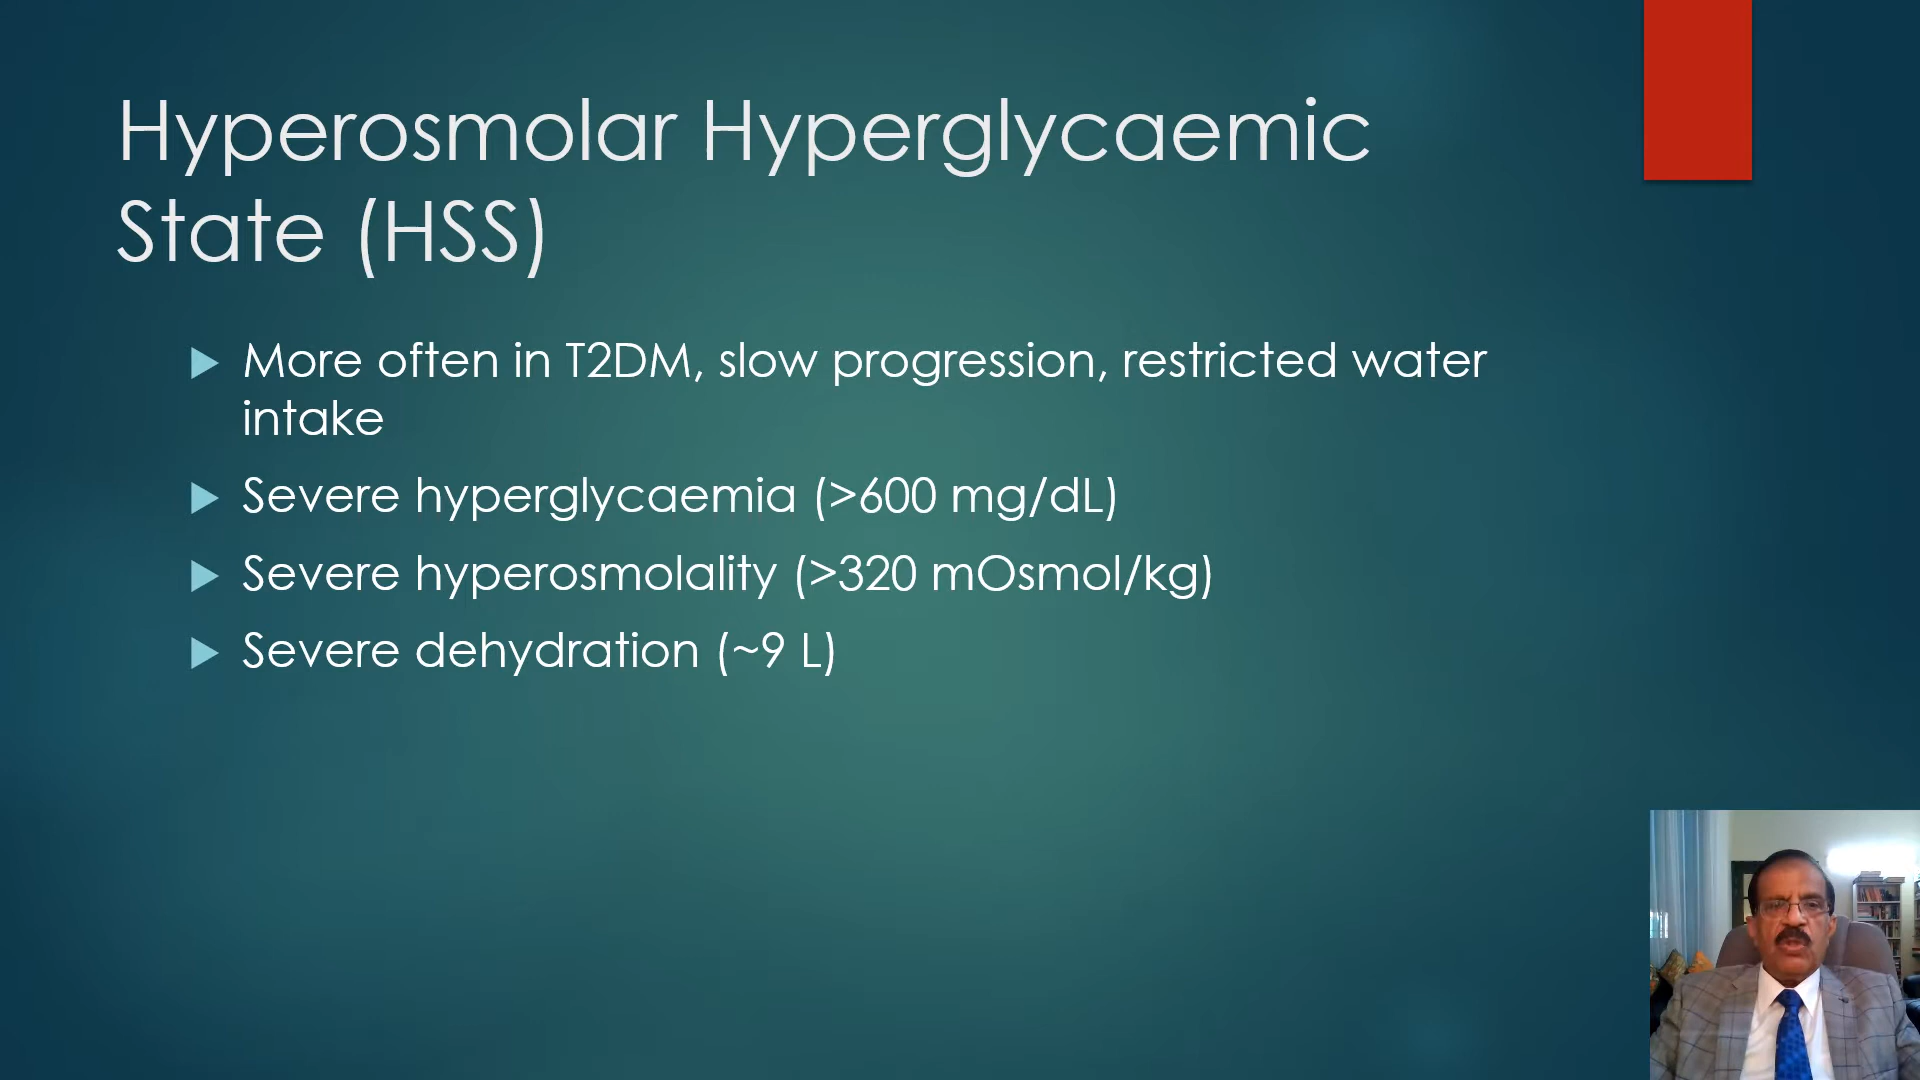 Hyperosmolar Hyperglycaemic
State (HSS)
More often in T2DM, slow progression, restricted water
intake
Severe hyperglycaemia (>600 mg/dL)
Severe hyperosmolality (>320 mOsmol/kg)
Severe dehydration (~9 L)